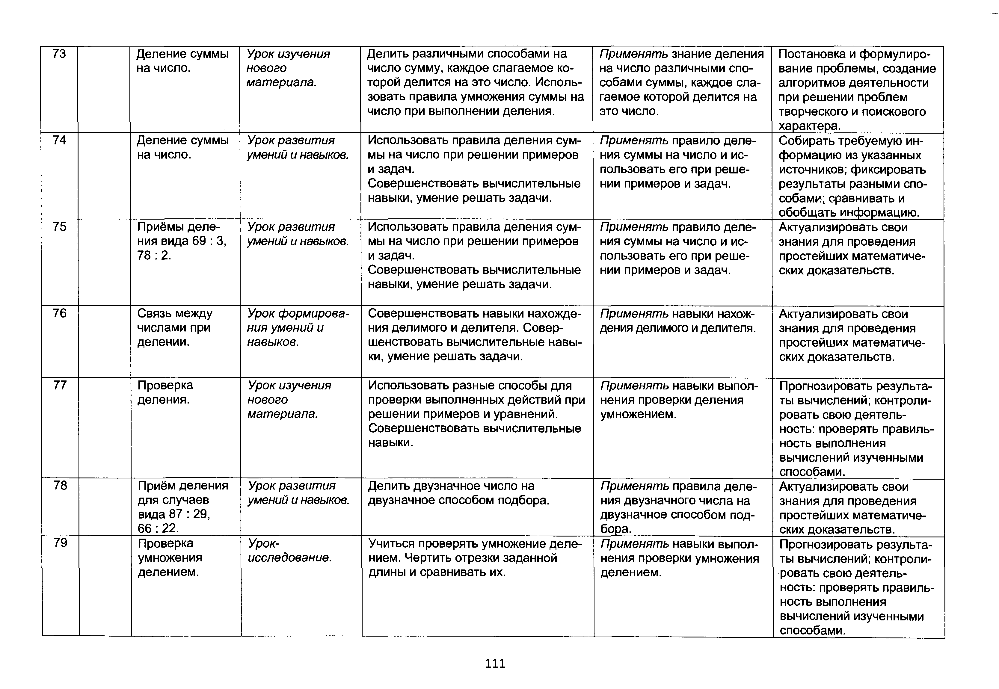 73
Деление суммы
на число.
Урок изучения
нового
материала.
Делить различными способами на
число сумму, каждое слагаемое ко-
торой делится на это число. Исполь-
зовать правила умножения суммы на
число при выполнении деления.
Применять знание деления
на число различными спо-
собами суммы, каждое сла-
гаемое которой делится на
это число.
Постановка и формулиро-
вание проблемы, создание
алгоритмов деятельности
при решении проблем
творческого и поискового
характера.
74
Деление суммы
на число.
Урок развития
умений и навыков.
Использовать правила деления сум-
мы на число при решении примеров
и задач.
Совершенствовать вычислительные
навыки, умение решать задачи.
Применять правило деле-
ния суммы на число и ис-
пользовать его при реше-
нии примеров и задач.
Собирать требуемую ин-
формацию из указанных
источников; фиксировать
результаты разными спо-
собами; сравнивать и
обобщать информацию.
75
Приёмы деле-
ния вида 69 : 3,
78 : 2.
Урок развития
умений и навыков.
Использовать правила деления сум-
мы на число при решении примеров
и задач.
Совершенствовать вычислительные
навыки, умение решать задачи.
Применять правило деле-
ния суммы на число и ис-
пользовать его при реше-
нии примеров и задач.
Актуализировать свои
знания для проведения
простейших математиче-
ских доказательств.
76
Связь между
числами при
делении.
Урок формирова-
ния умений и
навыков.
Совершенствовать навыки нахожде-
ния делимого и делителя. Совер-
шенствовать вычислительные навы-
ки, умение решать задачи.
Применять навыки нахож-
дения делимого и делителя.
Актуализировать свои
знания для проведения
простейших математиче-
ских доказательств.
77
Проверка
деления.
Урок изучения
нового
материала.
Использовать разные способы для
проверки выполненных действий при
решении примеров и уравнений.
Совершенствовать вычислительные
навыки.
Применять навыки выпол-
нения проверки деления
умножением.
Прогнозировать результа-
ты вычислений; контроли-
ровать свою деятель-
ность: проверять правиль-
ность выполнения
вычислений изученными
способами.
78
Приём деления
для случаев
вида 87 : 29,
66 : 22.
Урок развития
умений и навыков.
Делить двузначное число на
двузначное способом подбора.
Применять правила деле-
ния двузначного числа на
двузначное способом под-
бора.
Актуализировать свои
знания для проведения
простейших математиче-
ских доказательств.
79
Проверка
умножения
делением.
Урок-
исследование.
Учиться проверять умножение деле-
нием. Чертить отрезки заданной
длины и сравнивать их.
Применять навыки выпол-
нения проверки умножения
делением.
Прогнозировать результа-
ты вычислений; контроли-
ровать свою деятель-
ность: проверять правиль-
ность выполнения
вычислений изученными
способами.
111